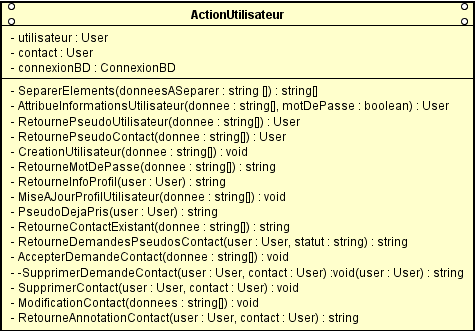 ActionUtilisateur
- utilisateur : User
- contact : User
- connexionBD : ConnexionBD
- SeparerElements(donneesASeparer : string []) : string[]
- AttribueInformationsUtilisateur(donnee : string[], motDePasse : boolean) : User
- RetournePseudoUtilisateur(donnee : string[]) : User
- RetournePseudoContact(donnee : string[]) : User
- CreationUtilisateur(donnee : string[]) : void
- RetourneMotDePasse(donnee : string[]) : string
- RetourneInfoProfil(user : User) : string
- MiseAJourProfilUtilisateur(donnee : string[]) : void
- PseudoDejaPris(user : User) : string
- RetourneContactExistant(donnee : string[]) : string
- RetourneDemandesPseudosContact(user : User, statut : string) : string
- AccepterDemandeContact(donnee : string[]) : void
- -SupprimerDemandeContact(user : User, contact : User) :void(user : User) : string
- SupprimerContact(user : User, contact : User) : void
- ModificationContact(donnees : string[]) : void
- RetourneAnnotationContact(user : User, contact : User) : string